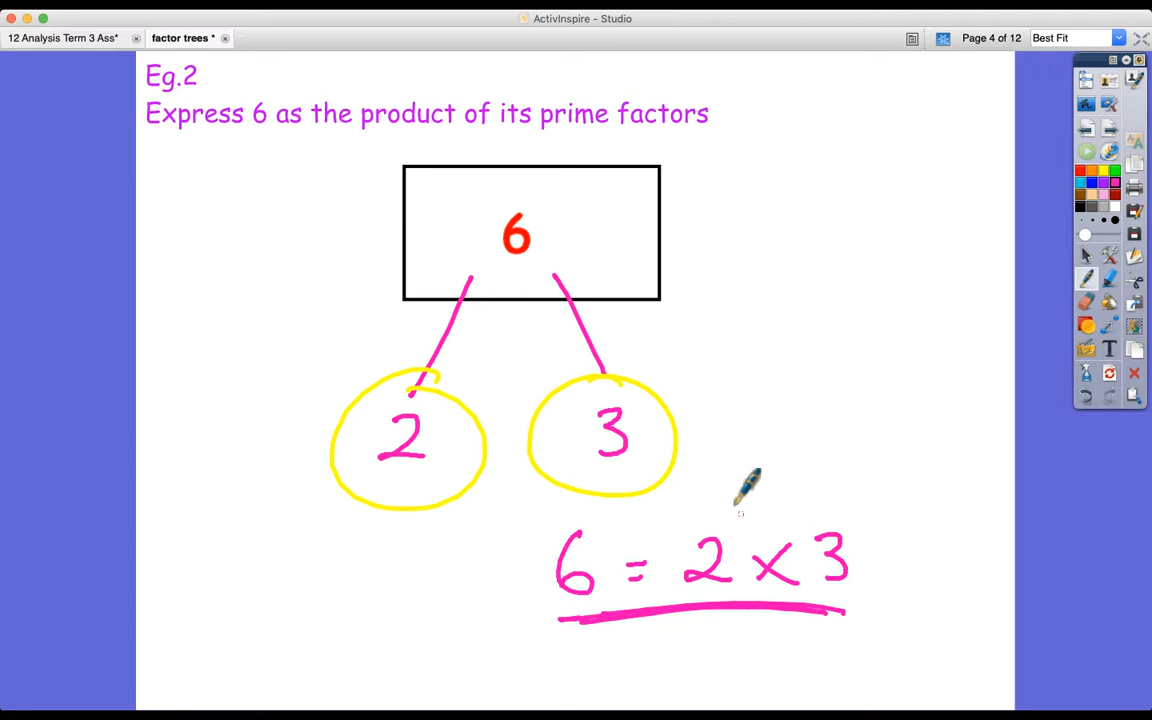 ActivInspire - Studio
12 Analysis Term 3 Ass*
factor trees *
Page 4 of 12
Best Fit
Eg.2
Express 6 as the product of its prime factors
6
2 3
6 = 2 × 3